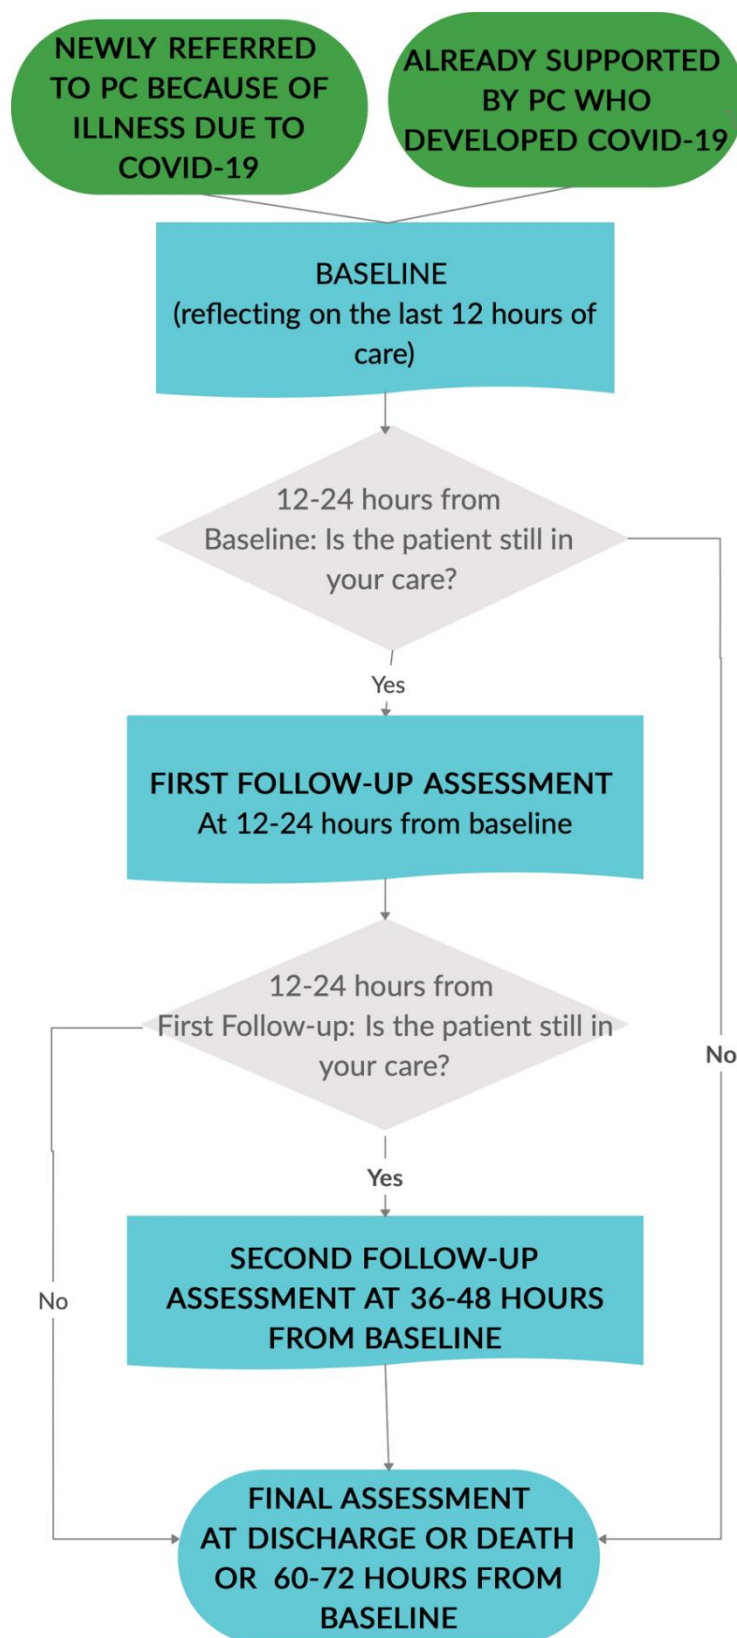 NEWLY REFERRED
TO PC BECAUSE OF
ILLNESS DUE TO
COVID-19
ALREADY SUPPORTED
BY PC WHO
DEVELOPED COVID-19
BASELINE
(reflecting on the last 12 hours of
care)
12-24 hours from
Baseline: Is the patient still in
your care?
Yes
FIRST FOLLOW-UP ASSESSMENT
At 12-24 hours from baseline
12-24 hours from
First Follow-up: Is the patient still in
your care?
No
Yes
SECOND FOLLOW-UP
ASSESSMENT AT 36-48 HOURS
FROM BASELINE
No
FINAL ASSESSMENT
AT DISCHARGE OR DEATH
OR 60-72 HOURS FROM
BASELINE